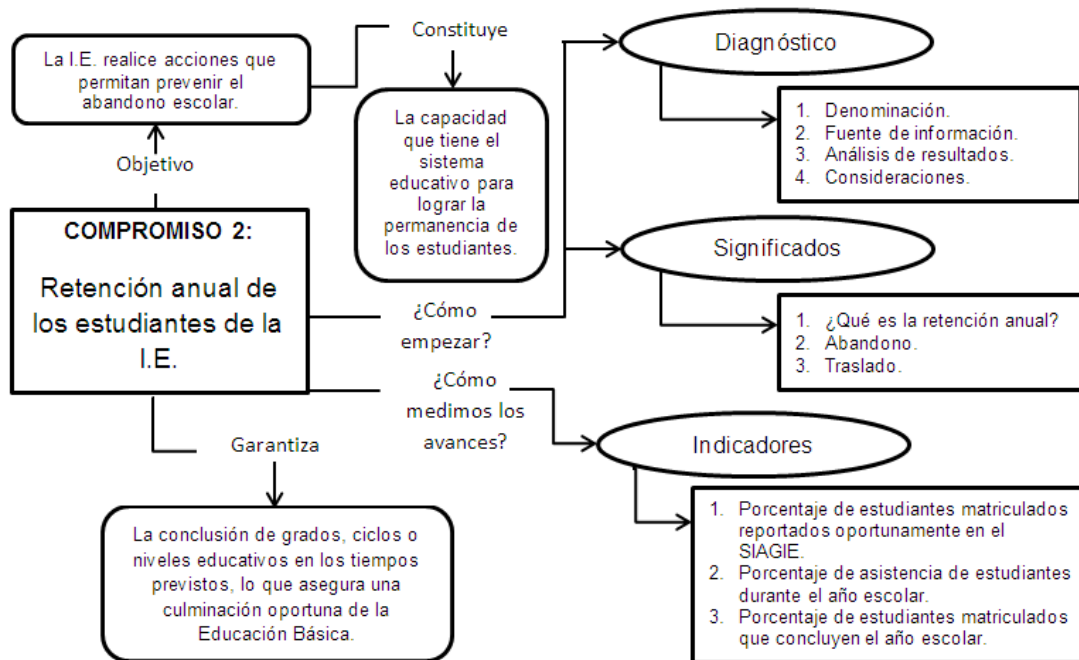 La I.E. realice acciones que
permitan prevenir el
abandono escolar.
Objetivo
COMPROMISO 2:
Retención anual de
los estudiantes de la
I.E.
Constituye
La capacidad
que tiene el
sistema
educativo para
lograr la
permanencia de
los estudiantes.
¿Cómo
empezar?
Diagnóstico
1. Denominación.
2. Fuente de información.
3. Análisis de resultados.
4. Consideraciones.
Significados
1. ¿Qué es la retención anual?
2. Abandono.
3. Traslado.
¿Cómo
medimos los
avances?
Indicadores
1. Porcentaje de estudiantes matriculados
reportados oportunamente en el
SIAGIE.
2. Porcentaje de asistencia de estudiantes
durante el año escolar.
3. Porcentaje de estudiantes matriculados
que concluyen el año escolar.
Garantiza
La conclusión de grados, ciclos o
niveles educativos en los tiempos
previstos, lo que asegura una
culminación oportuna de la
Educación Básica.